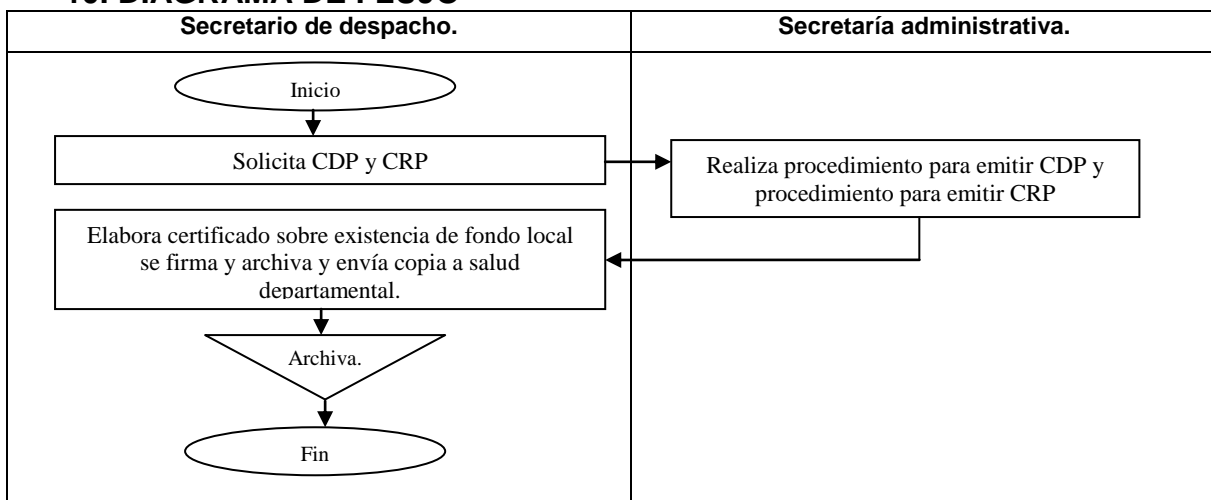 Secretario de despacho.
Secretaría administrativa.
Inicio
Solicita CDP y CRP
Realiza procedimiento para emitir CDP y
procedimiento para emitir CRP
Elabora certificado sobre existencia de fondo local
se firma y archiva y envía copia a salud
departamental.
Archiva.
Fin